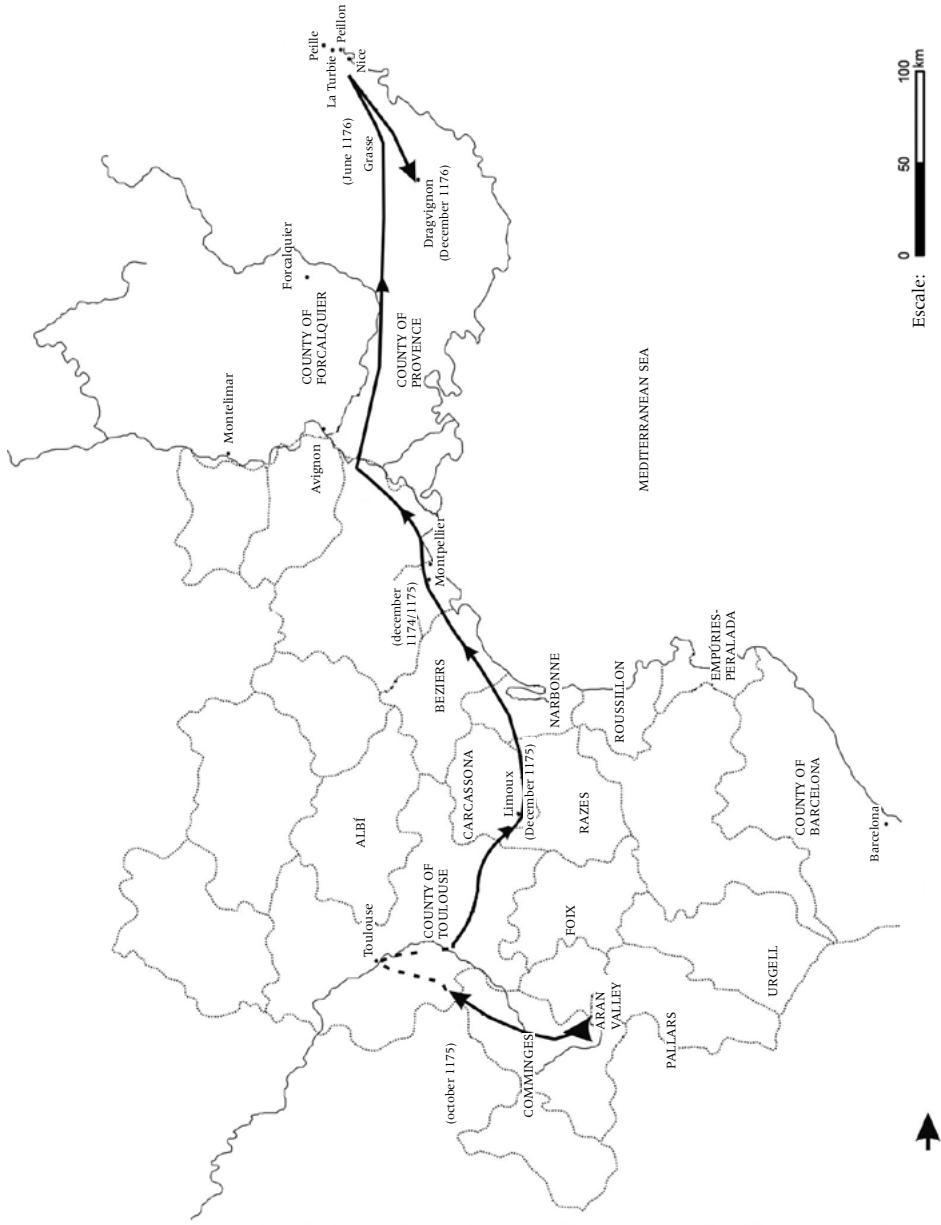 Peille
La Turbie
Peillon
Nice
(June 1176)
Grasse
Dragvignon
(December 1176)
Forcalquier
COUNTY OF
FORCALQUIER
COUNTY OF
PROVENCE
Montelimar
Avignon
MEDITERRANEAN SEA
Montpellier
(december
1174/1175)
BEZIERS
NARBONNE
ROUSSILLON
EMPÚRIES-
PERALADA
CARCASSONA
Limoux
(December 1175)
RAZES
ALBÍ
COUNTY OF
BARCELONA
Barcelona
Toulouse
COUNTY OF
TOULOUSE
FOIX
URGELL
(october 1175)
COMMINGES
ARAN
VALLEY
PALLARS
Escale:
0 50 100
km